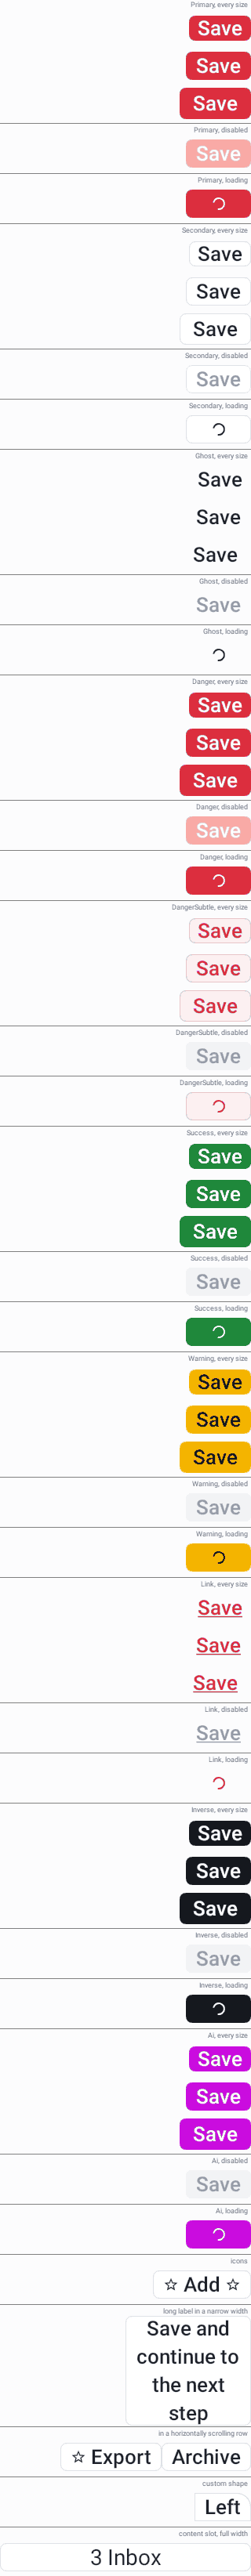 Primary, every size
Save
Save
Save
Primary, disabled
Save
Primary, loading
Secondary, every size
Save
Save
Save
Secondary, disabled
Save
Secondary, loading
Ghost, every size
Save
Save
Save
Ghost, disabled
Save
Ghost, loading
Danger, every size
Save
Save
Save
Danger, disabled
Save
Danger, loading
DangerSubtle, every size
Save
Save
Save
DangerSubtle, disabled
Save
DangerSubtle, loading
Success, every size
Save
Save
Save
Success, disabled
Save
Success, loading
Warning, every size
Save
Save
Save
Warning, disabled
Save
Warning, loading
Link, every size
Save
Save
Save
Link, disabled
Save
Link, loading
Inverse, every size
Save
Save
Save
Inverse, disabled
Save
Inverse, loading
Ai, every size
Save
Save
Save
Ai, disabled
Save
Ai, loading
icons
Add
long label in a narrow width
Save and
continue to
the next
step
in a horizontally scrolling row
Export Archive
custom shape
Left
content slot, full width
3 Inbox